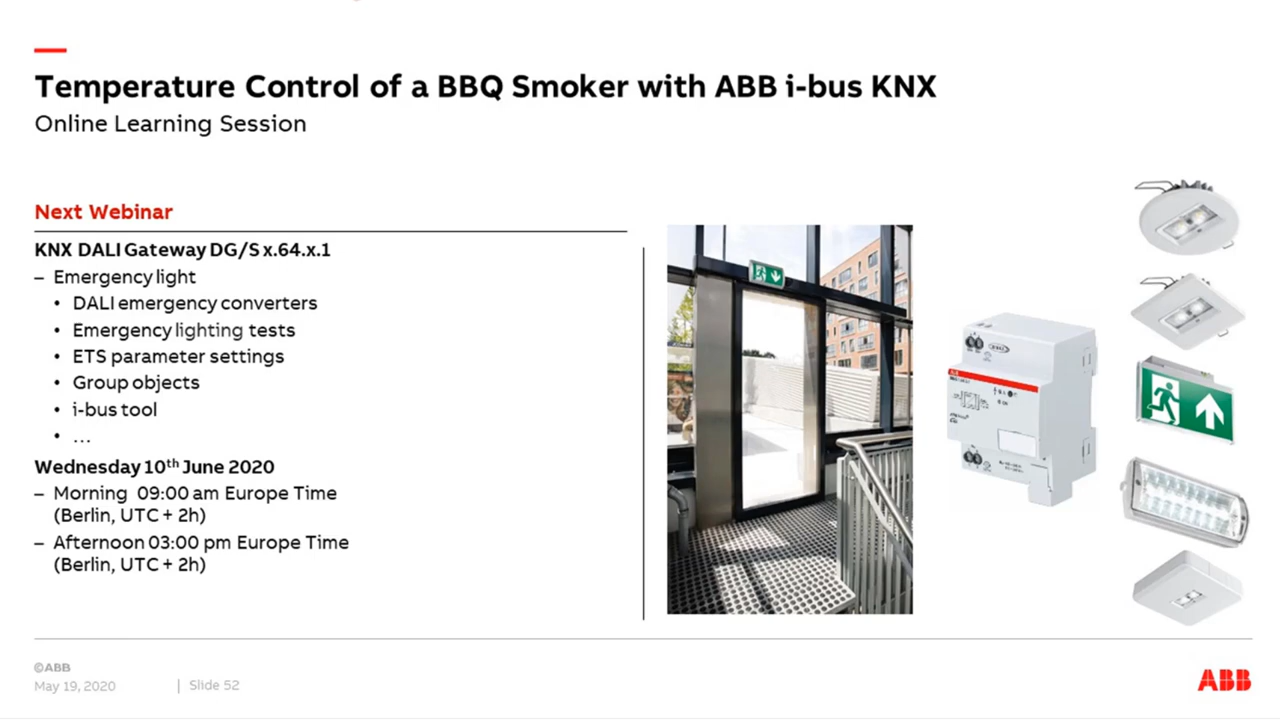 Temperature Control of a BBQ Smoker with ABB i-bus KNX
Online Learning Session
Next Webinar
KNX DALI Gateway DG/S x.64.x.1
– Emergency light
• DALI emergency converters
• Emergency lighting tests
• ETS parameter settings
• Group objects
• i-bus tool
• ...
Wednesday 10th June 2020
– Morning 09:00 am Europe Time
(Berlin, UTC + 2h)
– Afternoon 03:00 pm Europe Time
(Berlin, UTC + 2h)
©ABB
May 19, 2020 | Slide 52
ABB